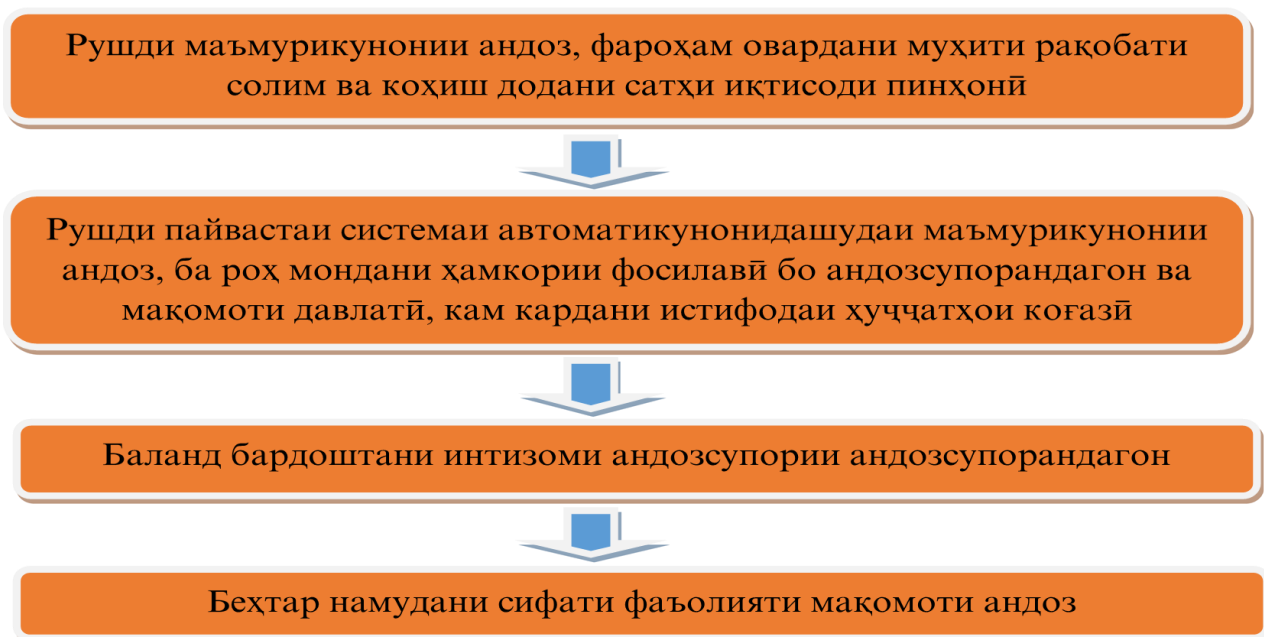 Рушди маъмурикунонии андоз, фароҳам овардани муҳити рақобати
солим ва коҳиш додани сатҳи иқтисоди пинҳонӣ
Рушди пайвастаи системаи автоматикунонидашудаи маъмурикунонии
андоз, ба роҳ мондани ҳамкории фосилавӣ бо андозсупорандагон ва
мақомоти давлатӣ, кам кардани истифодаи ҳуҷҷатҳои коғазӣ
Баланд бардоштани интизоми андозсупории андозсупорандагон
Беҳтар намудани сифати фаъолияти мақомоти андоз